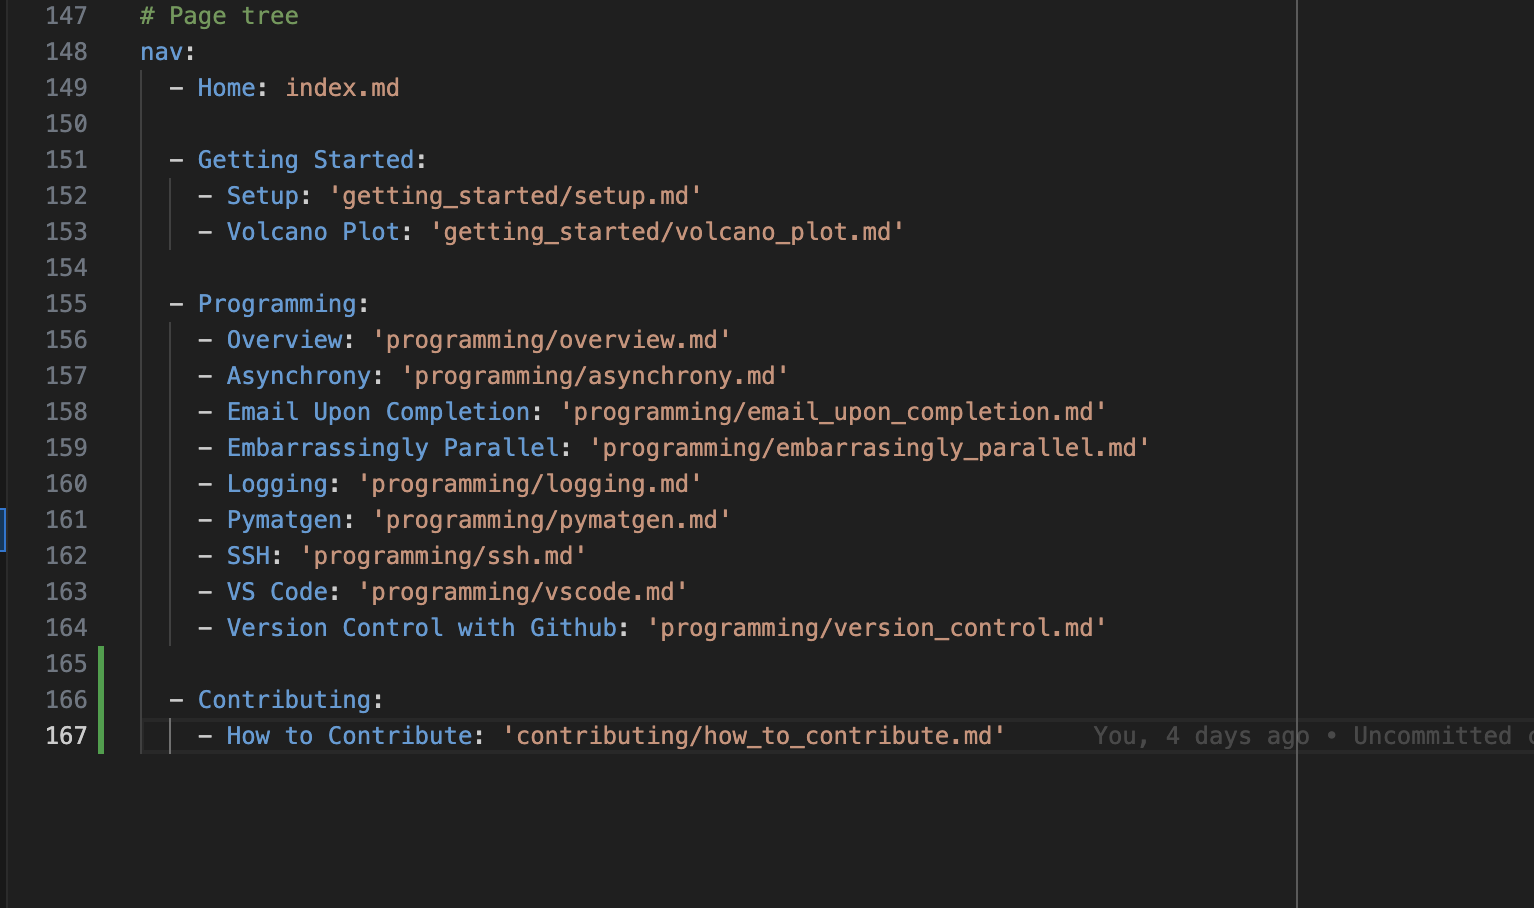 147 # Page tree
148 nav:
149 - Home: index.md
150
151 - Getting Started:
152 - Setup: 'getting_started/setup.md'
153 - Volcano Plot: 'getting_started/volcano_plot.md'
154
155 - Programming:
156 - Overview: 'programming/overview.md'
157 - Asynchrony: 'programming/asynchrony.md'
158 - Email Upon Completion: 'programming/email_upon_completion.md'
159 - Embarrassingly Parallel: 'programming/embarrasingly_parallel.md'
160 - Logging: 'programming/logging.md'
161 - Pymatgen: 'programming/pymatgen.md'
162 - SSH: 'programming/ssh.md'
163 - VS Code: 'programming/vscode.md'
164 - Version Control with Github: 'programming/version_control.md'
165
166 - Contributing:
167 - How to Contribute: 'contributing/how_to_contribute.md' You, 4 days ago • Uncommitted